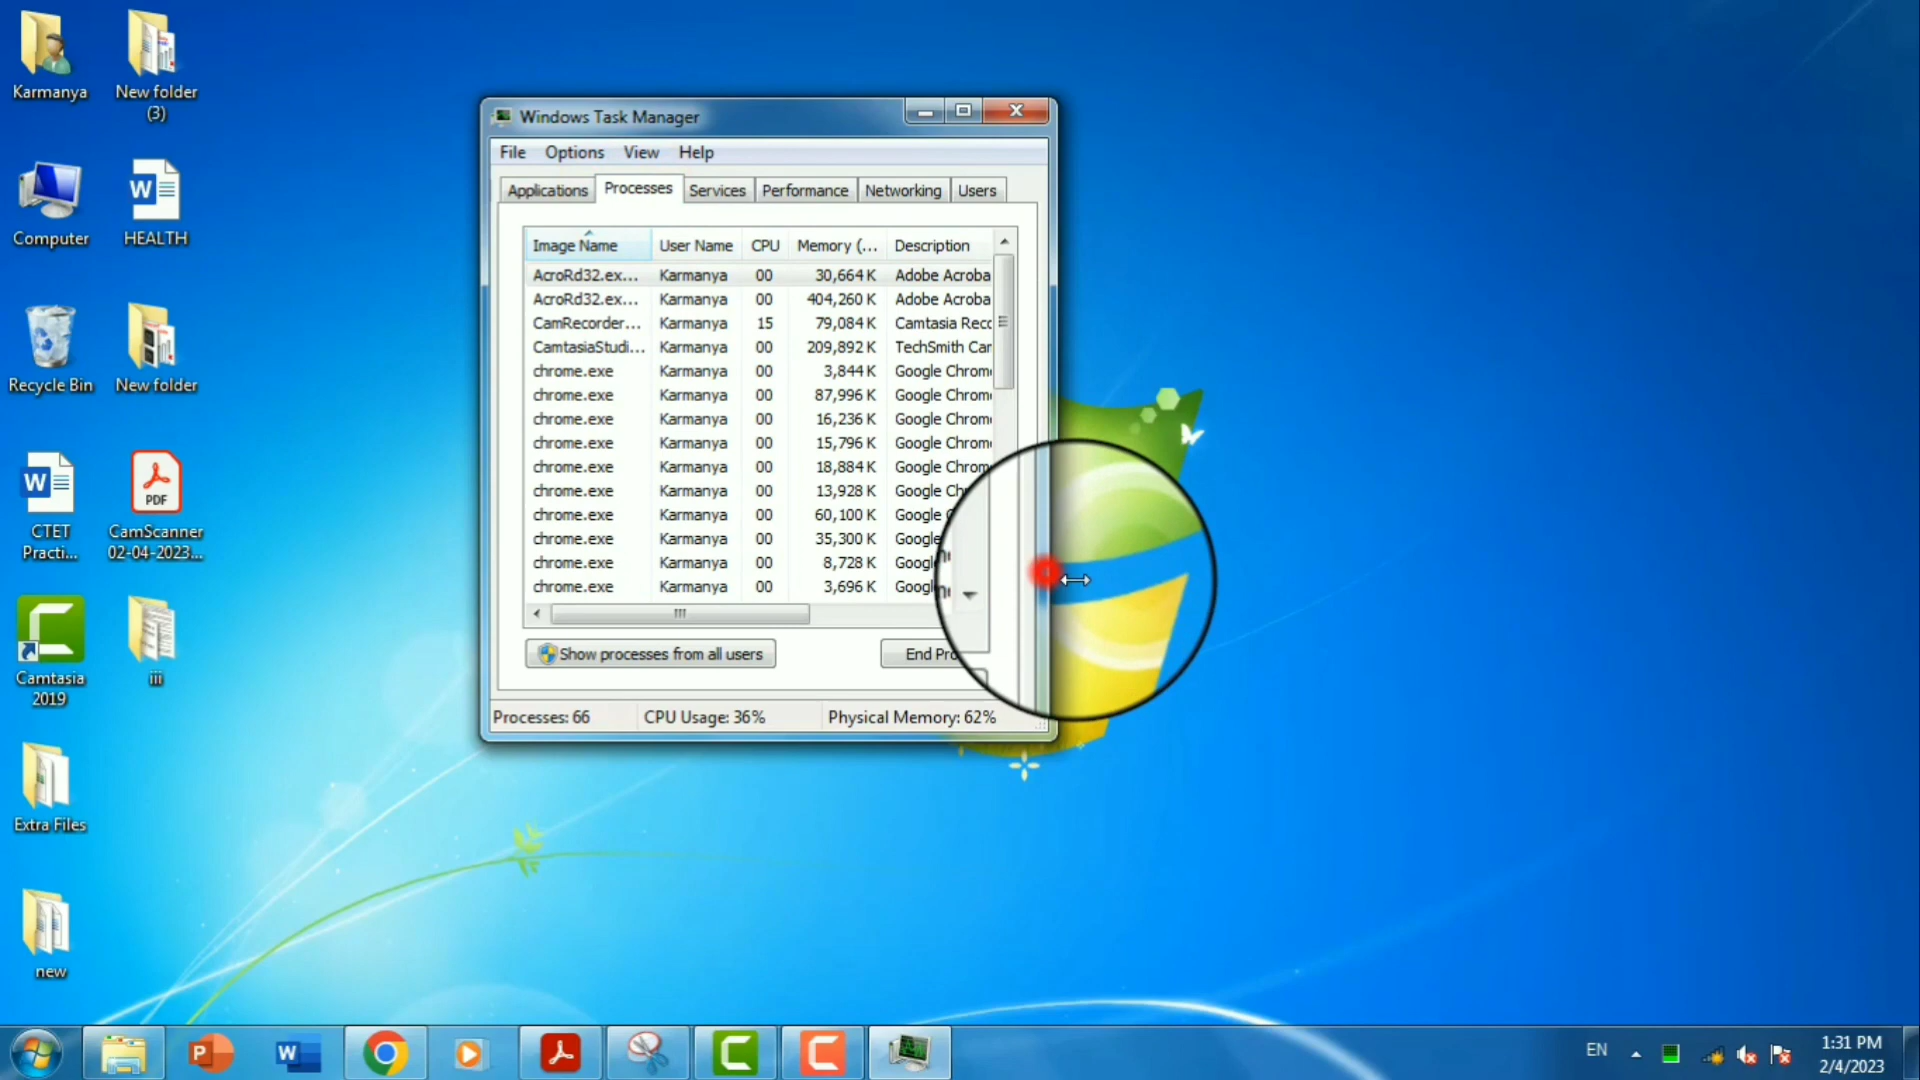 Karmanya
New folder
(3)
Computer
HEALTH
Recycle Bin
New folder
CTET
Practi...
PDF
CamScanner
02-04-2023...
Camtasia
2019
iii
Extra Files
new
Windows Task Manager
File Options View Help
Applications Processes Services Performance Networking Users
Image Name User Name CPU Memory (... Description
AcroRd32.ex... Karmanya 00 30,664 K Adobe Acroba
AcroRd32.ex... Karmanya 00 404,260 K Adobe Acroba
CamRecorder... Karmanya 15 79,084 K Camtasia Recc
CamtasiaStudi... Karmanya 00 209,892 K TechSmith Car
chrome.exe Karmanya 00 3,844 K Google Chrom
chrome.exe Karmanya 00 87,996 K Google Chrom
chrome.exe Karmanya 00 16,236 K Google Chrom
chrome.exe Karmanya 00 15,796 K Google Chrom
chrome.exe Karmanya 00 18,884 K Google Chrom
chrome.exe Karmanya 00 13,928 K Google Ch
chrome.exe Karmanya 00 60,100 K Google
chrome.exe Karmanya 00 35,300 K Google
chrome.exe Karmanya 00 8,728 K Google
chrome.exe Karmanya 00 3,696 K Goog
Show processes from all users End Pro
Processes: 66 CPU Usage: 36% Physical Memory: 62%
EN
1:31 PM
2/4/2023